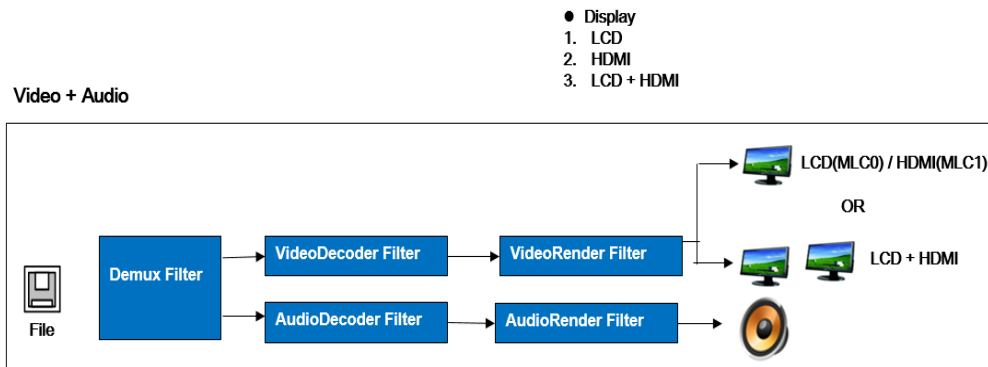 ● Display
1. LCD
2. HDMI
3. LCD + HDMI
Video + Audio
LCD(MLC0) / HDMI(MLC1)
OR
VideoDecoder Filter
VideoRender Filter
LCD + HDMI
Demux Filter
AudioDecoder Filter
AudioRender Filter
File